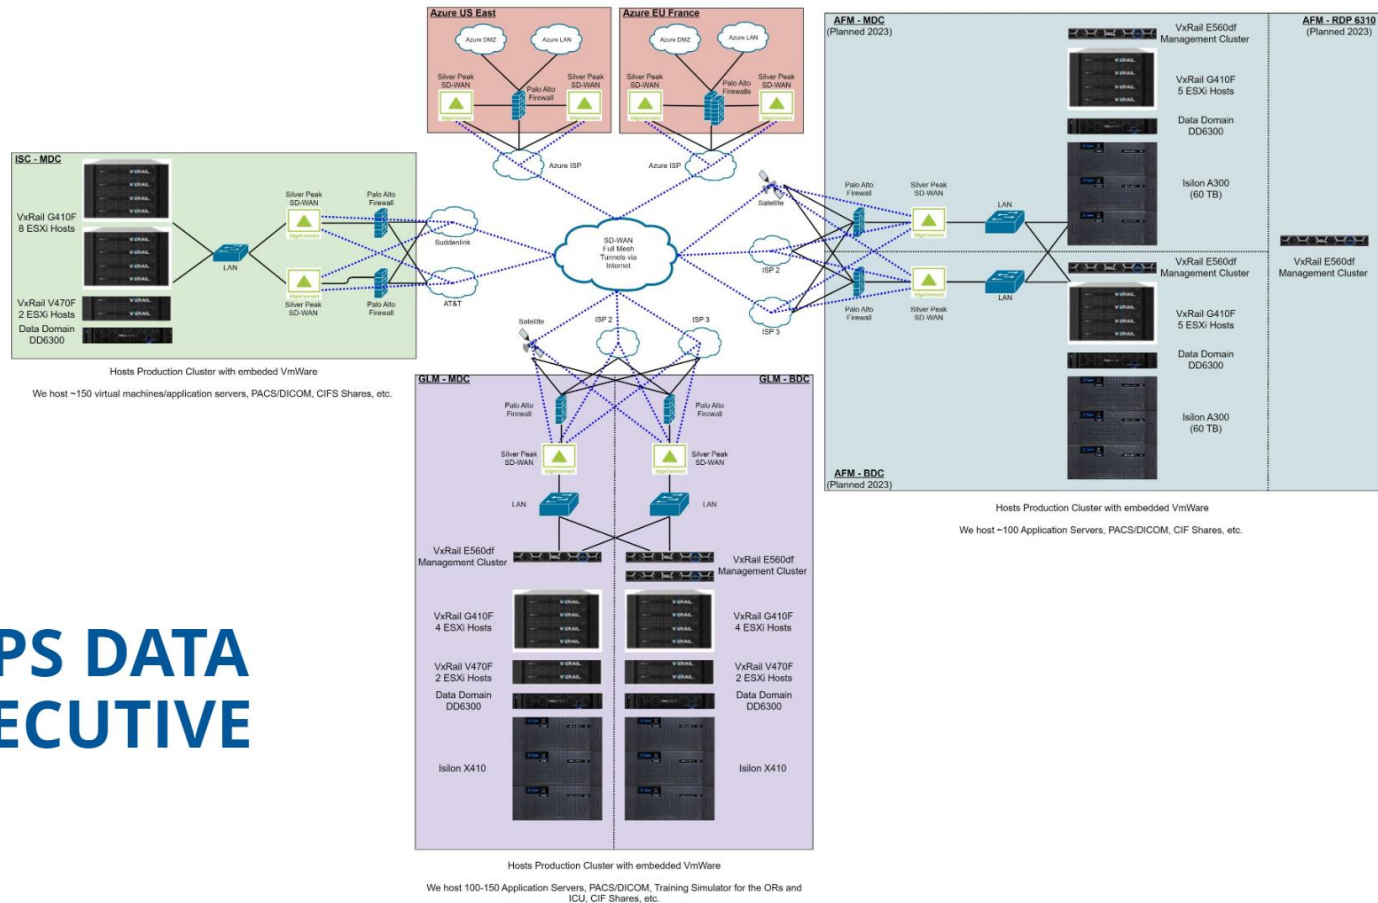 Azure US East
Azure DMZ
Azure LAN
Silver Peak
SD-WAN
Palo Alto
Firewall
Silver Peak
SD-WAN
EdgeConnect
EdgeConnect
Azure ISP
Azure EU France
Azure DMZ
Azure LAN
Silver Peak
SD-WAN
Palo Alto
Firewalls
Silver Peak
SD-WAN
EdgeConnect
EdgeConnect
Azure ISP
ISC - MDC
VxRail G410F
8 ESXi Hosts
VxRail V470F
2 ESXi Hosts
Data Domain
DD6300
LAN
Silver Peak
SD-WAN
EdgeConnect
Palo Alto
Firewall
EdgeConnect
Silver Peak
SD-WAN
Palo Alto
Firewall
Suddenlink
AT&T
Hosts Production Cluster with embeded VmWare
We host ~150 virtual machines/application servers, PACS/DICOM, CIFS Shares, etc.
SD-WAN
Full Mesh
Tunnels via
Internet
AFM - MDC
(Planned 2023)
VxRail E560df
Management Cluster
VxRail G410F
5 ESXi Hosts
Data Domain
DD6300
Isilon A300
(60 TB)
Satellite
ISP 2
ISP 3
Palo Alto
Firewall
Silver Peak
SD-WAN
LAN
Palo Alto
Firewall
Silver Peak
SD-WAN
LAN
AFM - RDP 6310
(Planned 2023)
VxRail E560df
Management Cluster
VxRail E560df
Management Cluster
VxRail G410F
5 ESXi Hosts
Data Domain
DD6300
Isilon A300
(60 TB)
AFM - BDC
(Planned 2023)
Hosts Production Cluster with embedded VmWare
We host ~100 Application Servers, PACS/DICOM, CIF Shares, etc.
Satellite
ISP 2
ISP 3
GLM - MDC
GLM - BDC
Palo Alto
Firewall
Palo Alto
Firewall
Silver Peak
SD-WAN
EdgeConnect
EdgeConnect
Silver Peak
SD-WAN
LAN
LAN
VxRail E560df
Management Cluster
VxRail E560df
Management Cluster
VxRail G410F
4 ESXi Hosts
VxRail G410F
4 ESXi Hosts
VxRail V470F
2 ESXi Hosts
VxRail V470F
2 ESXi Hosts
Data Domain
DD6300
Data Domain
DD6300
Isilon X410
Isilon X410
Hosts Production Cluster with embedded VmWare
We host 100-150 Application Servers, PACS/DICOM, Training Simulator for the ORs and
ICU, CIF Shares, etc.
PS DATA
ECUTIVE